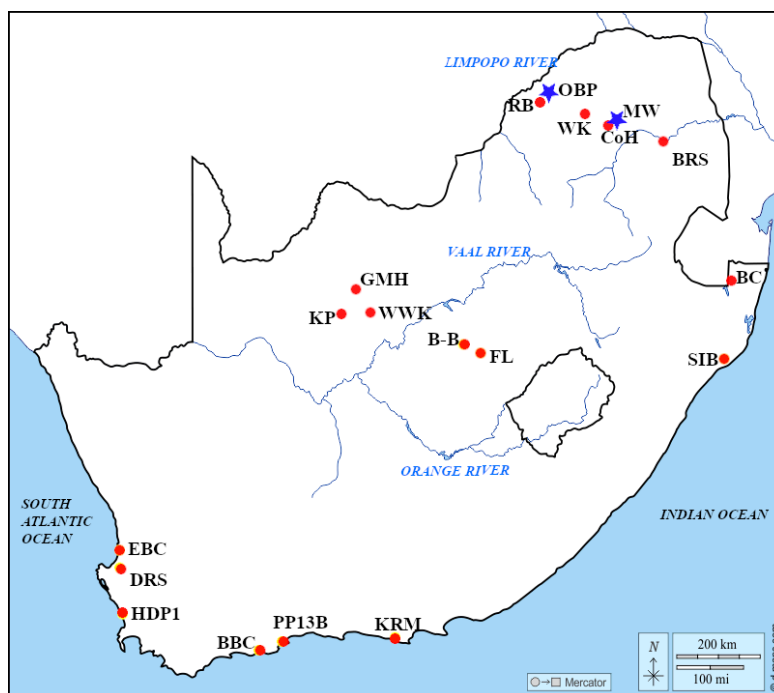 LIMPOPO RIVER
OBP
RB
MW
WK
CoH
BRS
VAAL RIVER
GMH
BC
KP
WWK
B-B
FL
SIB
ORANGE RIVER
SOUTH
ATLANTIC
OCEAN
INDIAN OCEAN
EBC
DRS
HDP1
PP13B
KRM
BBC
N
200 km
100 mi
Mercator